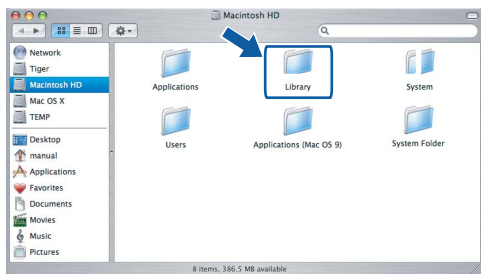 Macintosh HD
Network
Tiger
Macintosh HD
Mac OS X
TEMP
Desktop
manual
Applications
Favorites
Documents
Movies
Music
Pictures
Applications
Library
System
Users
Applications (Mac OS 9)
System Folder
8 items, 386.5 MB available